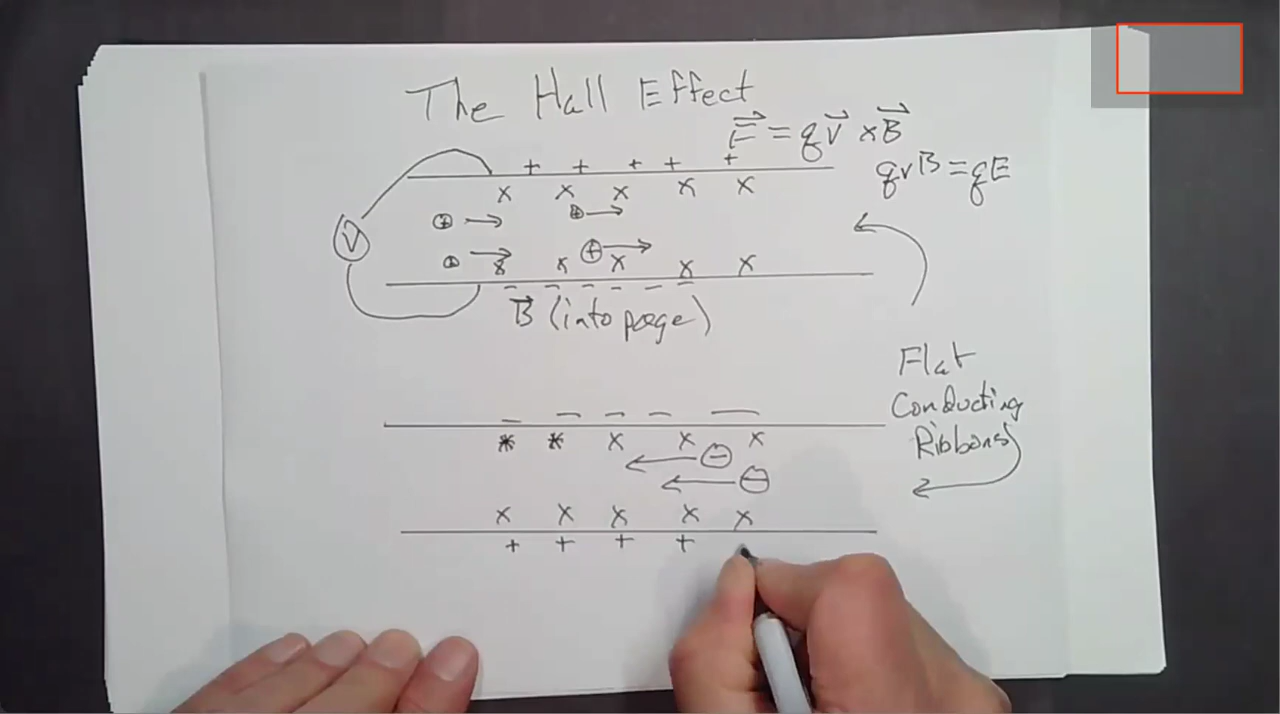 The Hall Effect
F = qv x B
+ + + + +
qvB = qE
x x x x x
+ → + →
V
+ → + →
x x x x x
− − − − − −
B (into page)
Flat
Conducting
Ribbons
− − − − −
x x x x x
← −
← −
x x x x x
+ + + +